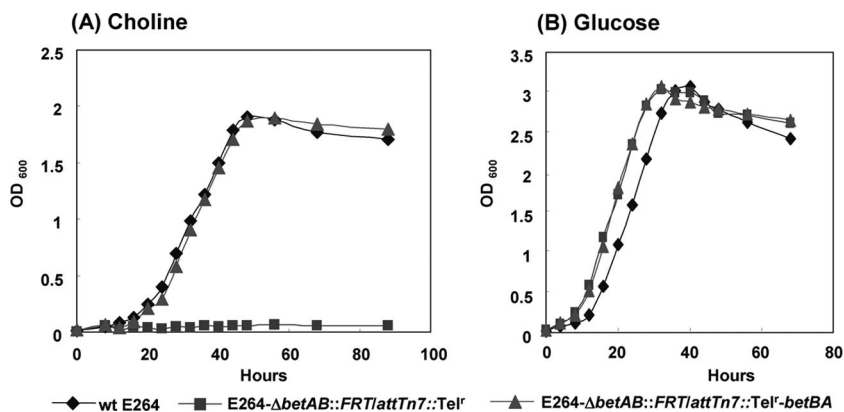 (A) Choline
(B) Glucose
2.5
2
1.5
1
0.5
0
OD 600
0 20 40 60 80 100
Hours
3.5
3
2.5
2
1.5
1
0.5
0
OD 600
0 20 40 60 80
Hours
wt E264 E264-ΔbetAB::FRT/attTn7::Telʳ E264-ΔbetAB::FRT/attTn7::Telʳ-betBA